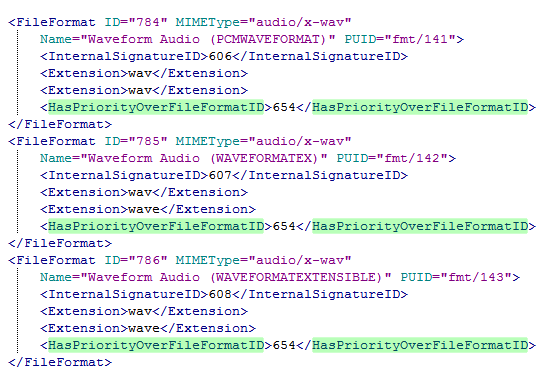 <FileFormat ID="784" MIMEType="audio/x-wav"
Name="Waveform Audio (PCMWAVEFORMAT)" PUID="fmt/141">
<InternalSignatureID>606</InternalSignatureID>
<Extension>wav</Extension>
<Extension>wav</Extension>
<HasPriorityOverFileFormatID>654</HasPriorityOverFileFormatID>
</FileFormat>
<FileFormat ID="785" MIMEType="audio/x-wav"
Name="Waveform Audio (WAVEFORMATEX)" PUID="fmt/142">
<InternalSignatureID>607</InternalSignatureID>
<Extension>wav</Extension>
<Extension>wave</Extension>
<HasPriorityOverFileFormatID>654</HasPriorityOverFileFormatID>
</FileFormat>
<FileFormat ID="786" MIMEType="audio/x-wav"
Name="Waveform Audio (WAVEFORMATEXTENSIBLE)" PUID="fmt/143">
<InternalSignatureID>608</InternalSignatureID>
<Extension>wav</Extension>
<Extension>wave</Extension>
<HasPriorityOverFileFormatID>654</HasPriorityOverFileFormatID>
</FileFormat>